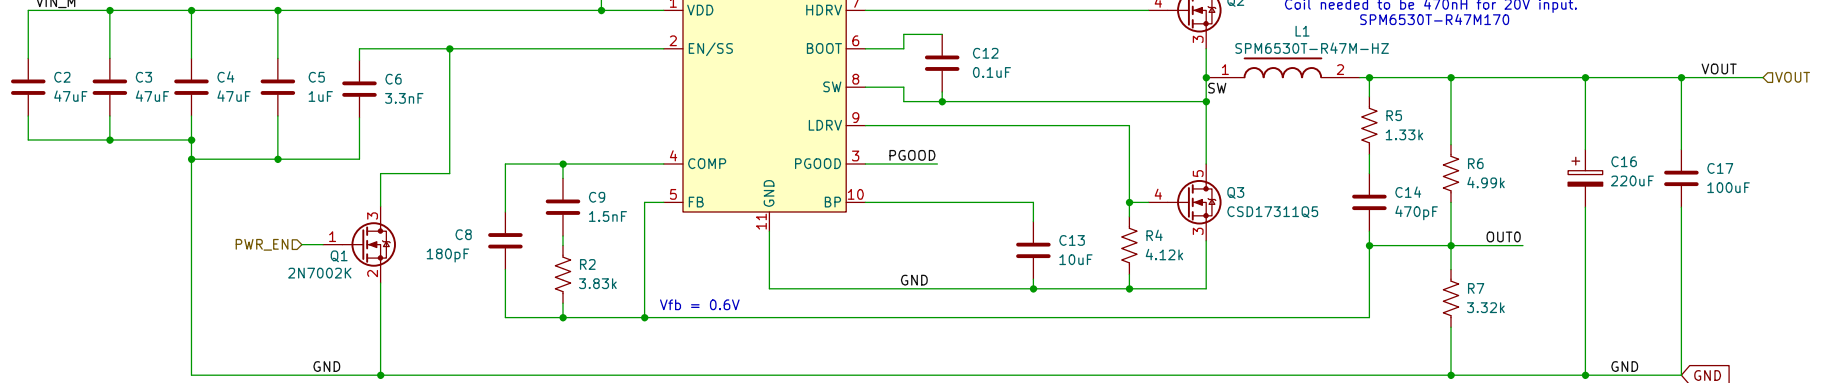 VIN_M
1 VDD
HDRV 7
4
Q2
3
Coil needed to be 470nH for 20V input.
SPM6530T-R47M170
L1
SPM6530T-R47M-HZ
2 EN/SS
BOOT 6
C12
0.1uF
1
2
VOUT
VOUT
SW
C2
47uF
C3
47uF
C4
47uF
C5
1uF
C6
3.3nF
SW 8
LDRV 9
R5
1.33k
4 COMP
PGOOD 3
PGOOD
5
R6
4.99k
+
C16
220uF
C17
100uF
5 FB
GND
11
BP 10
4
Q3
CSD17311Q5
3
C9
1.5nF
C14
470pF
3
PWR_EN
1
Q1
2N7002K
2
C8
180pF
R2
3.83k
C13
10uF
R4
4.12k
OUT0
GND
R7
3.32k
Vfb = 0.6V
GND
GND
GND